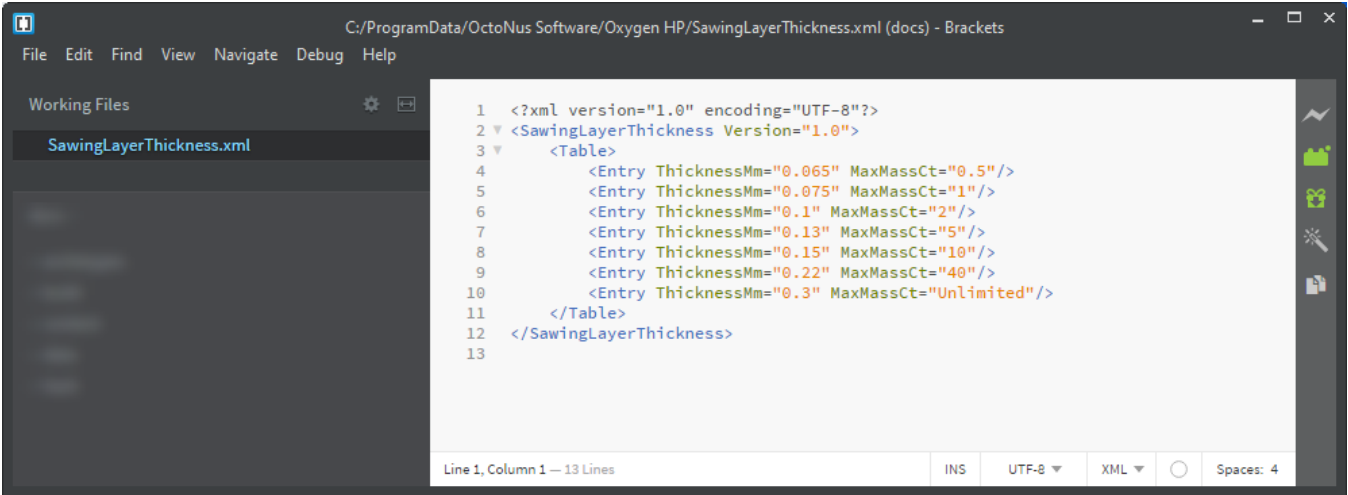 C:/ProgramData/OctoNus Software/Oxygen HP/SawingLayerThickness.xml (docs) - Brackets
File Edit Find View Navigate Debug Help
Working Files
SawingLayerThickness.xml
1 <?xml version="1.0" encoding="UTF-8"?>
2 <SawingLayerThickness Version="1.0">
3 <Table>
4 <Entry ThicknessMm="0.065" MaxMassCt="0.5"/>
5 <Entry ThicknessMm="0.075" MaxMassCt="1"/>
6 <Entry ThicknessMm="0.1" MaxMassCt="2"/>
7 <Entry ThicknessMm="0.13" MaxMassCt="5"/>
8 <Entry ThicknessMm="0.15" MaxMassCt="10"/>
9 <Entry ThicknessMm="0.22" MaxMassCt="40"/>
10 <Entry ThicknessMm="0.3" MaxMassCt="Unlimited"/>
11 </Table>
12 </SawingLayerThickness>
13
Line 1, Column 1 — 13 Lines INS UTF-8 XML Spaces: 4